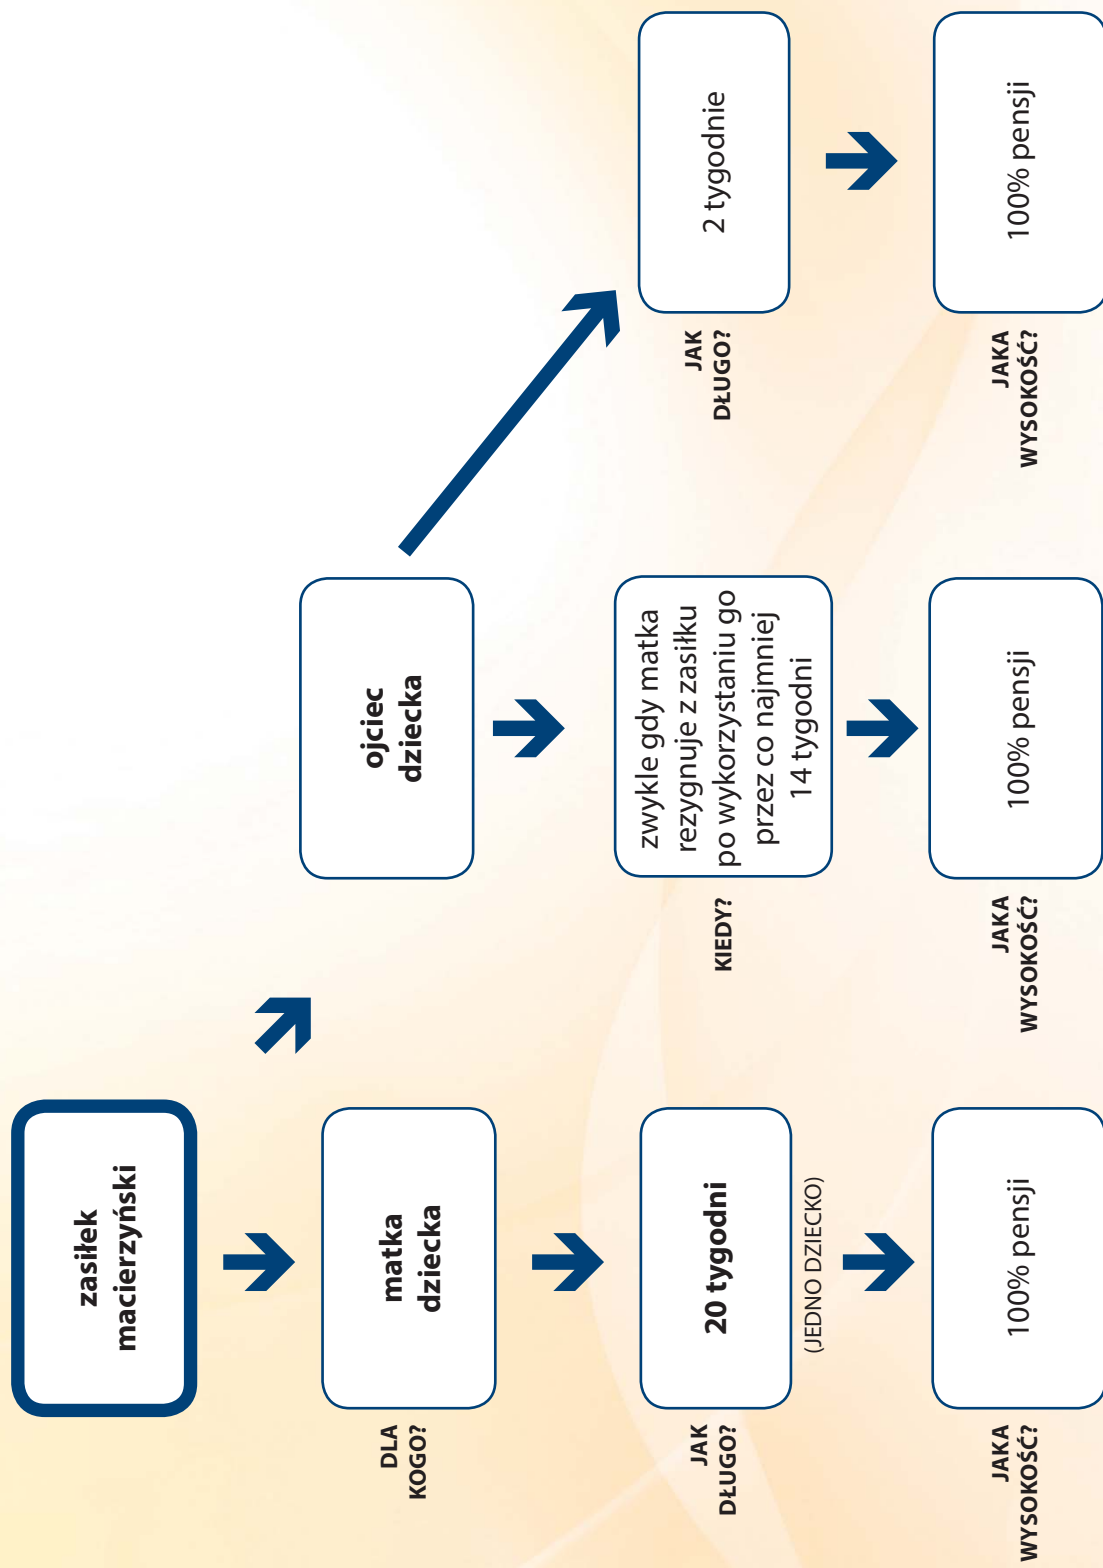 zasiłek
macierzyński
DLA
KOGO?
matka
dziecka
ojciec
dziecka
JAK
DŁUGO?
20 tygodni
(JEDNO DZIECKO)
KIEDY?
zwykle gdy matka
rezygnuje z zasiłku
po wykorzystaniu go
przez co najmniej
14 tygodni
JAK
DŁUGO?
2 tygodnie
JAKA
WYSOKOŚĆ?
100% pensji
JAKA
WYSOKOŚĆ?
100% pensji
JAKA
WYSOKOŚĆ?
100% pensji